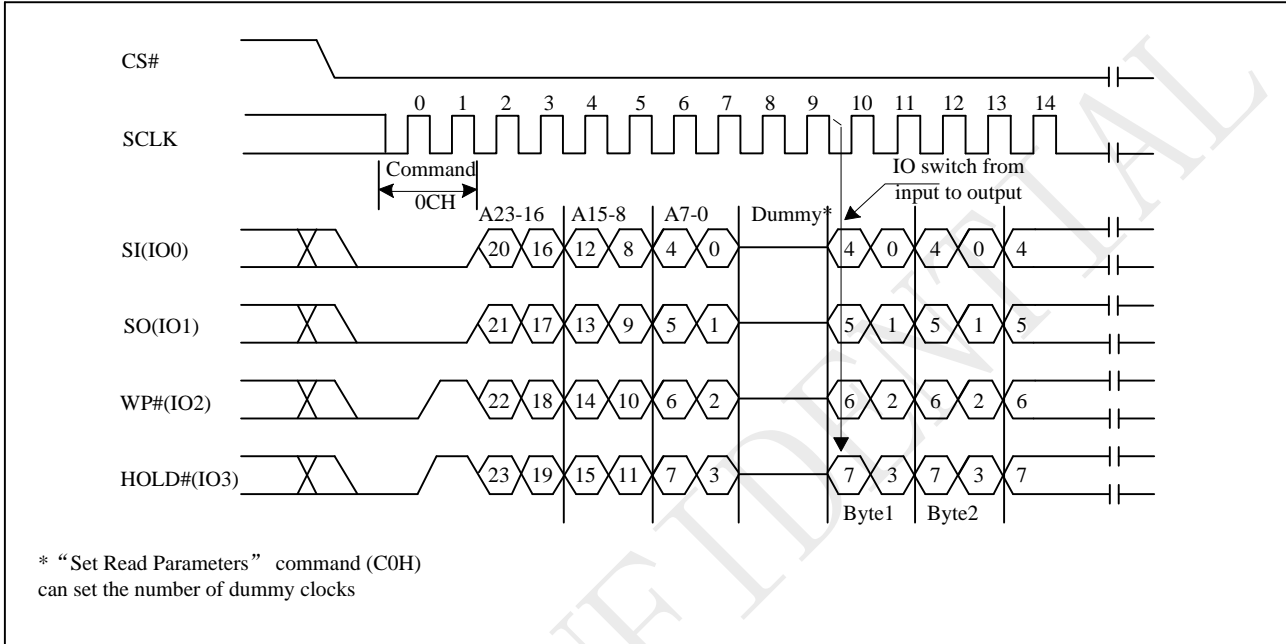 CS#
0 1 2 3 4 5 6 7 8 9 10 11 12 13 14
SCLK
Command
0CH
IO switch from
input to output
A23-16 A15-8 A7-0 Dummy*
SI(IO0) 20 16 12 8 4 0 4 0 4 0 4
SO(IO1) 21 17 13 9 5 1 5 1 5 1 5
WP#(IO2) 22 18 14 10 6 2 6 2 6 2 6
HOLD#(IO3) 23 19 15 11 7 3 7 3 7 3 7
Byte1 Byte2
* “Set Read Parameters” command (C0H)
can set the number of dummy clocks